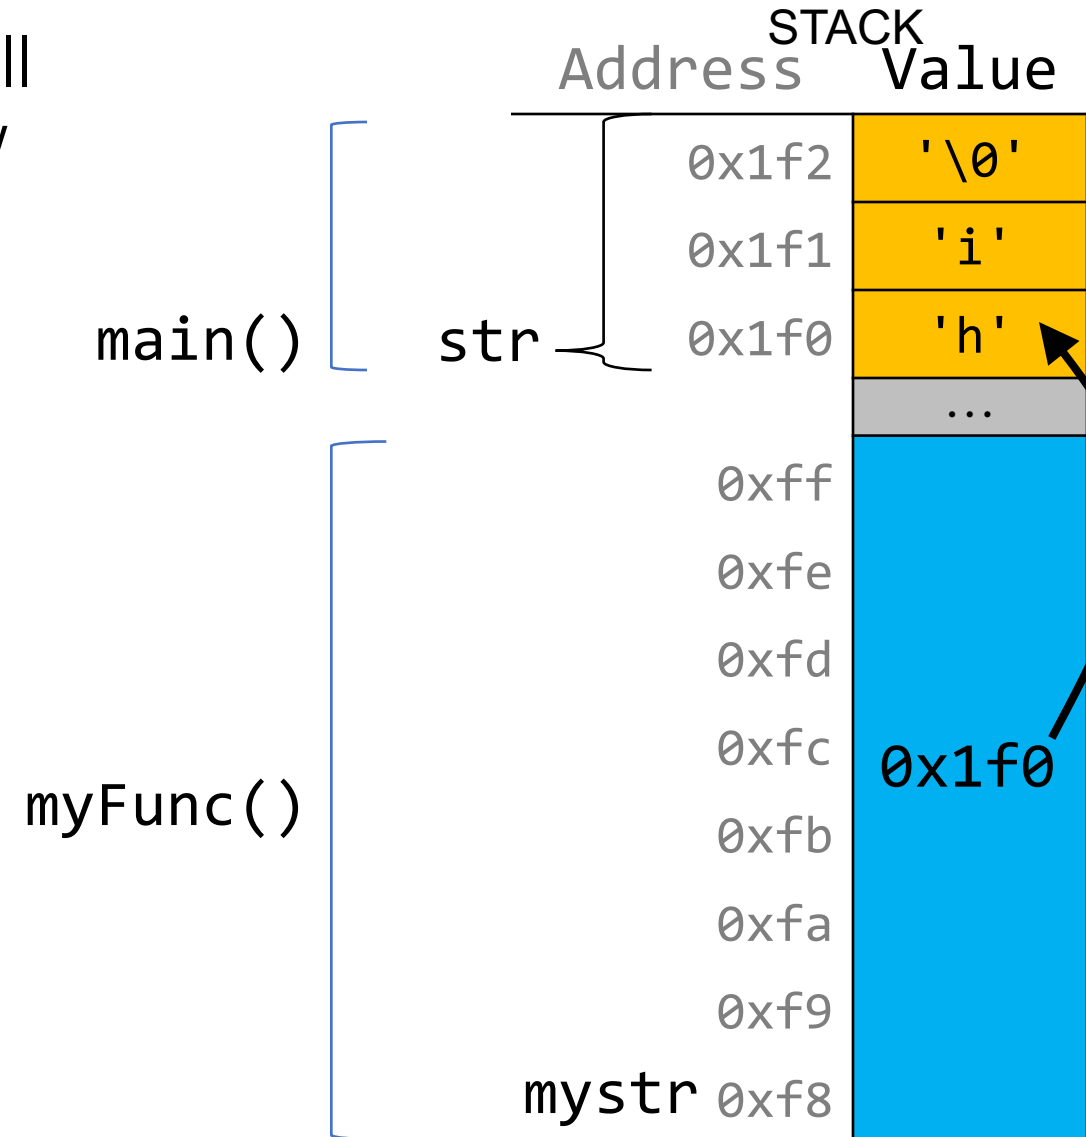 STACK
ll
Address Value
y
0x1f2 '\0'
0x1f1 'i'
main() str 0x1f0 'h'
...
0xff
0xfe
0xfd
0xfc 0x1f0
myFunc() 0xfb
0xfa
0xf9
mystr 0xf8